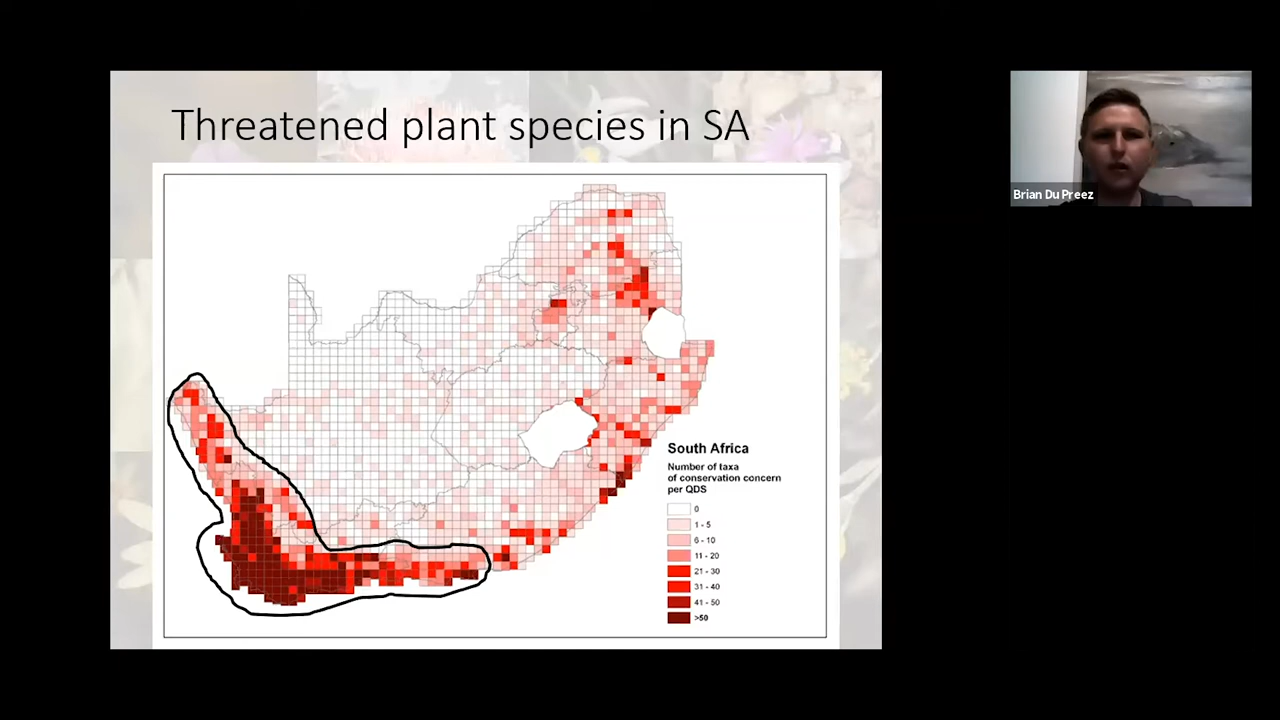 Threatened plant species in SA
Brian Du Preez
South Africa
Number of taxa
of conservation concern
per QDS
0
1 - 5
6 - 10
11 - 20
21 - 30
31 - 40
41 - 50
>50